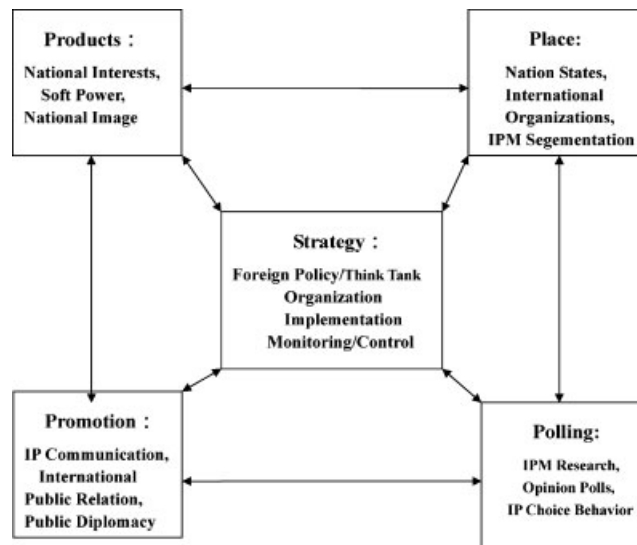 Products：
National Interests,
Soft Power,
National Image
Place:
Nation States,
International
Organizations,
IPM Segementation
Strategy：
Foreign Policy/Think Tank
Organization
Implementation
Monitoring/Control
Promotion：
IP Communication,
International
Public Relation,
Public Diplomacy
Polling:
IPM Research,
Opinion Polls,
IP Choice Behavior